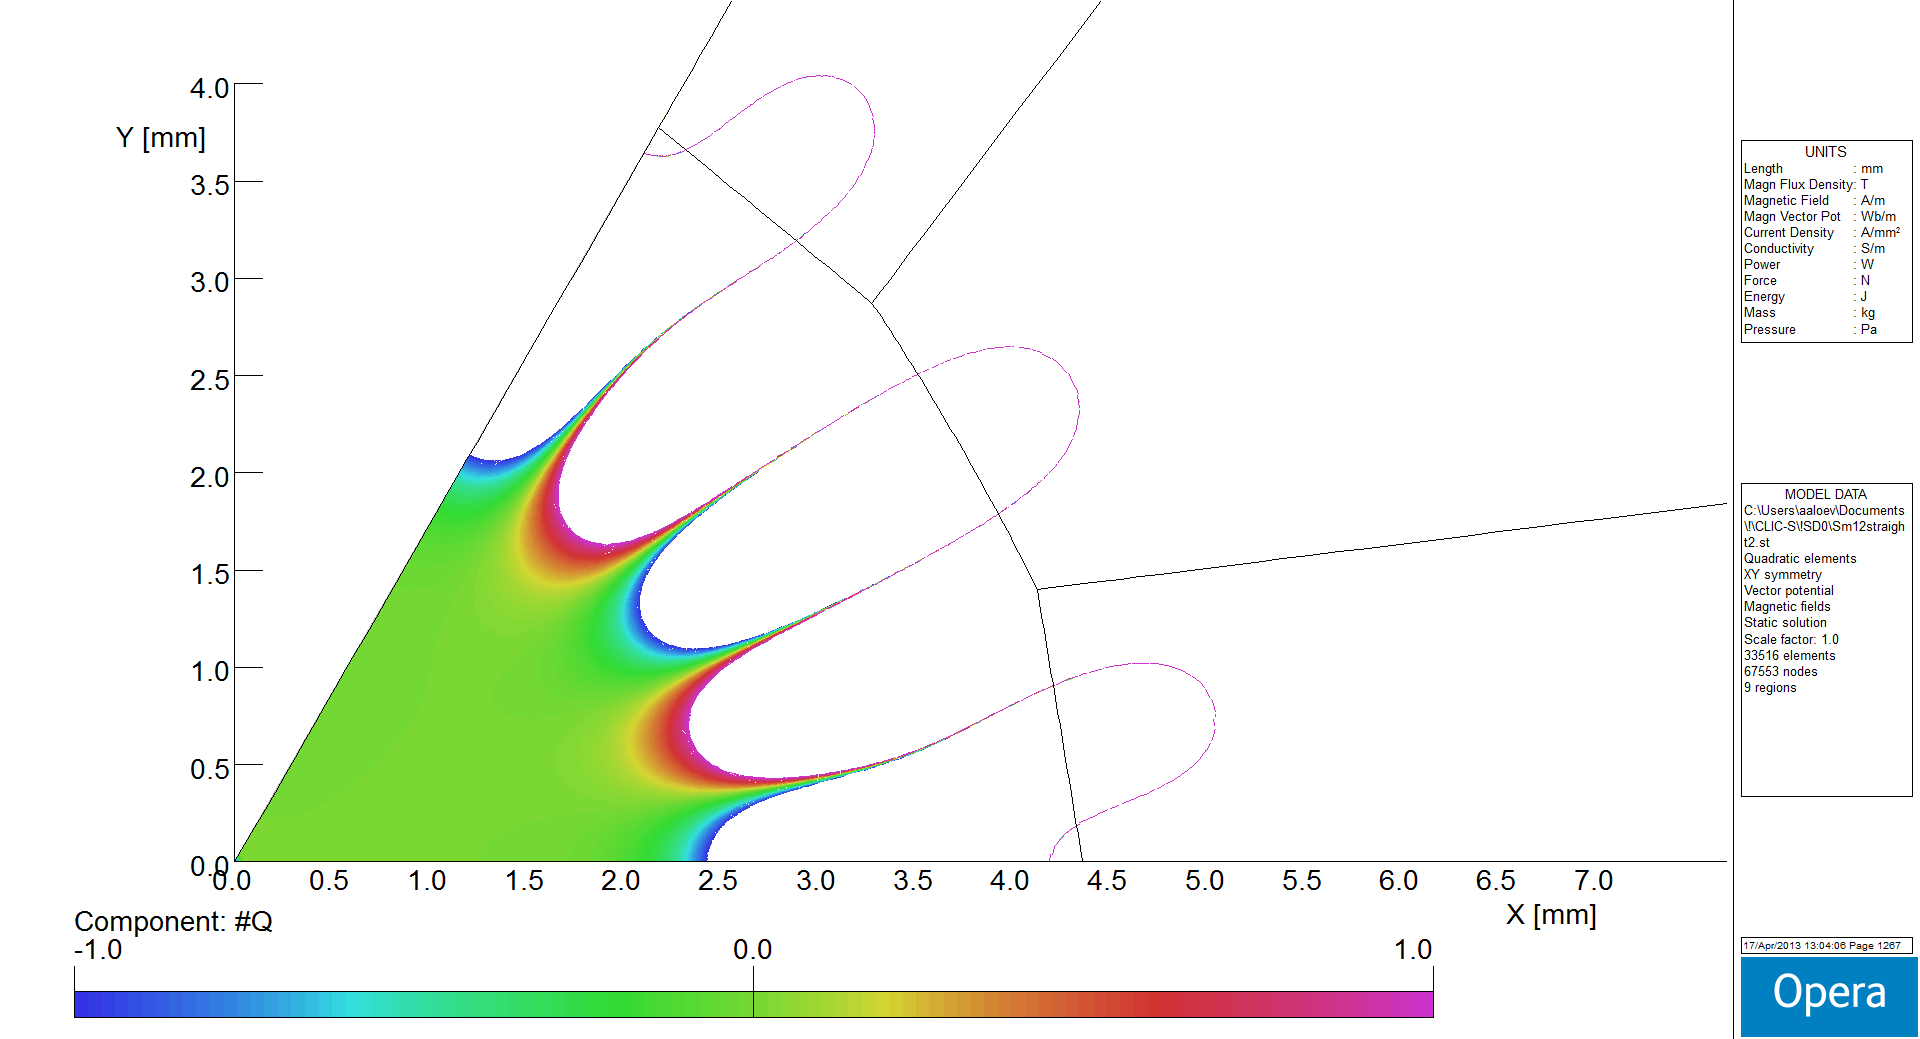 4.0
Y [mm]
3.5
3.0
2.5
2.0
1.5
1.0
0.5
0.0
0.0 0.5 1.0 1.5 2.0 2.5 3.0 3.5 4.0 4.5 5.0 5.5 6.0 6.5 7.0
X [mm]
Component: #Q
-1.0 0.0 1.0
UNITS
Length : mm
Magn Flux Density: T
Magnetic Field : A/m
Magn Vector Pot : Wb/m
Current Density : A/mm²
Conductivity : S/m
Power : W
Force : N
Energy : J
Mass : kg
Pressure : Pa
MODEL DATA
C:\Users\aaloev\Documents
\!\CLIC-S\!SD0\Sm12straigh
t2.st
Quadratic elements
XY symmetry
Vector potential
Magnetic fields
Static solution
Scale factor: 1.0
33516 elements
67553 nodes
9 regions
17/Apr/2013 13:04:06 Page 1267
Opera